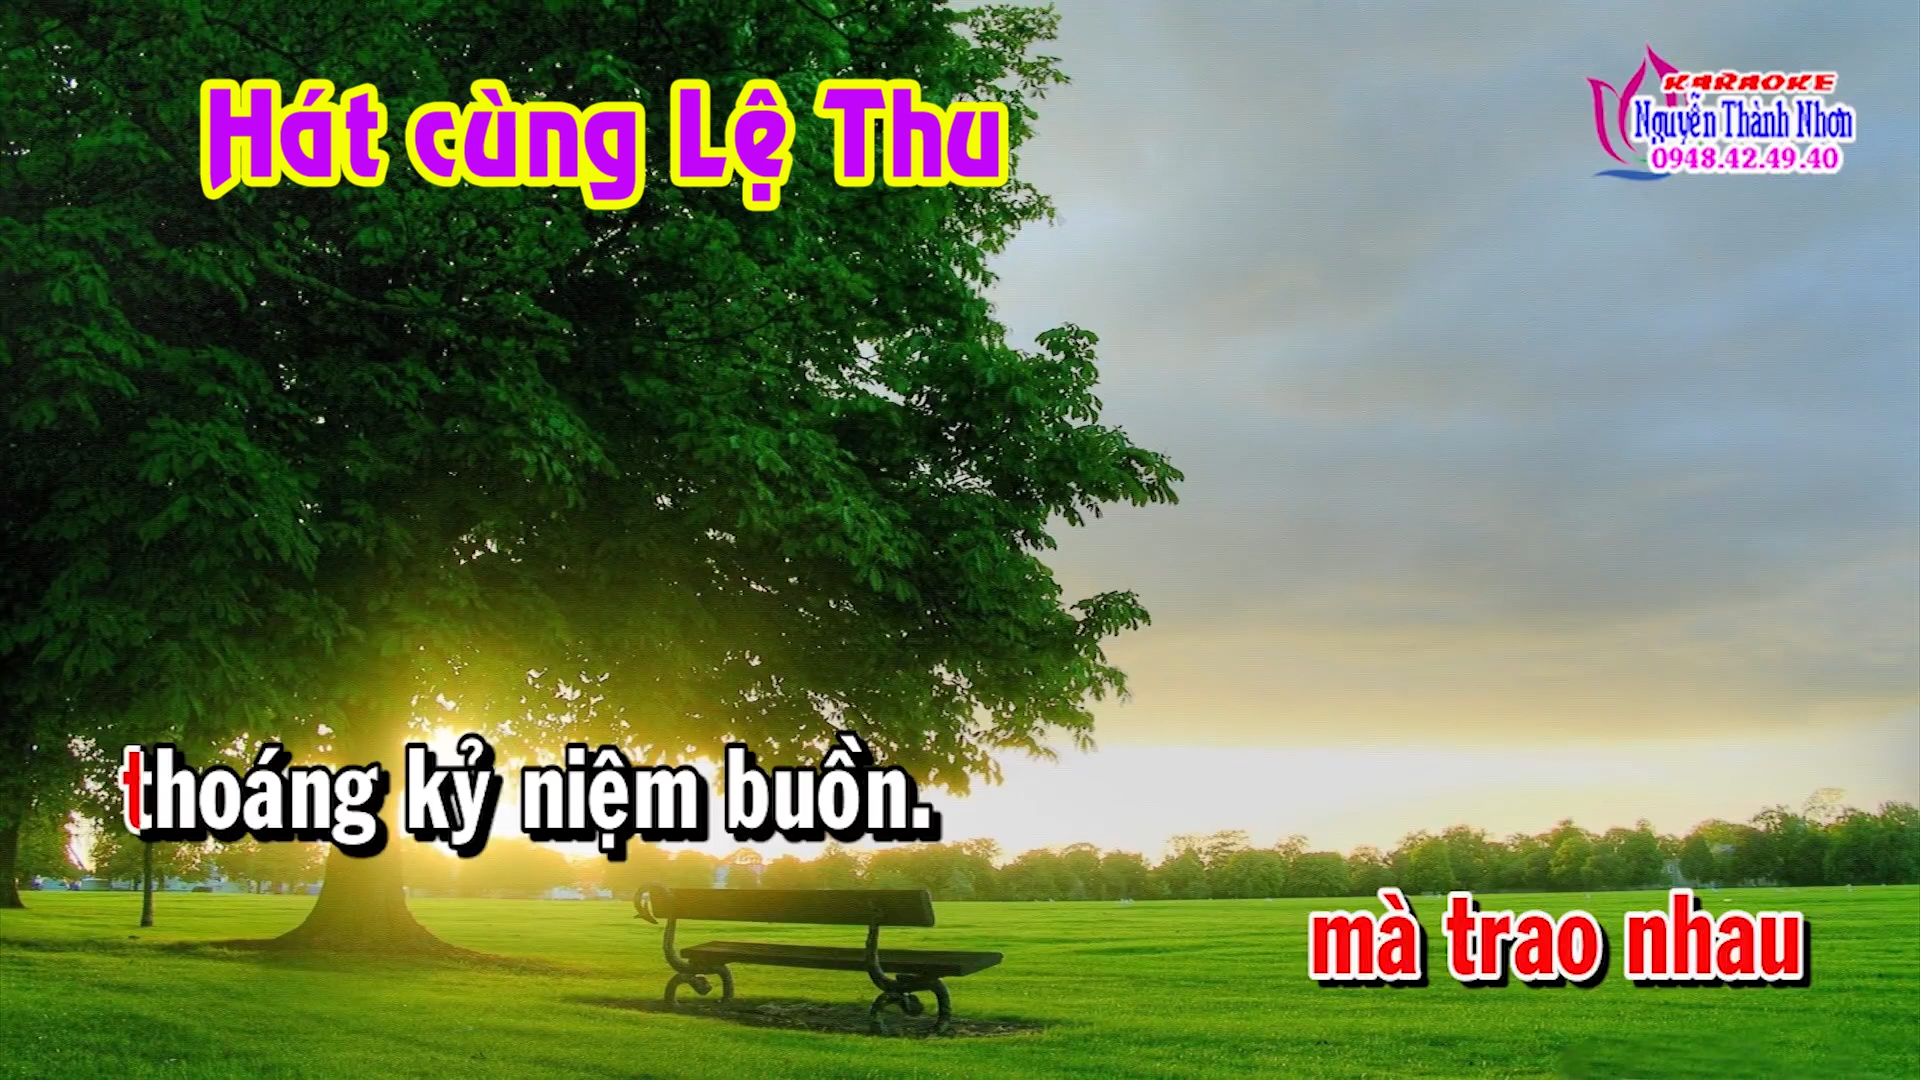 Hát cùng Lệ Thu
KARAOKE
Nguyễn Thành Nhơn
0948.42.49.40
thoáng kỷ niệm buồn.
mà trao nhau